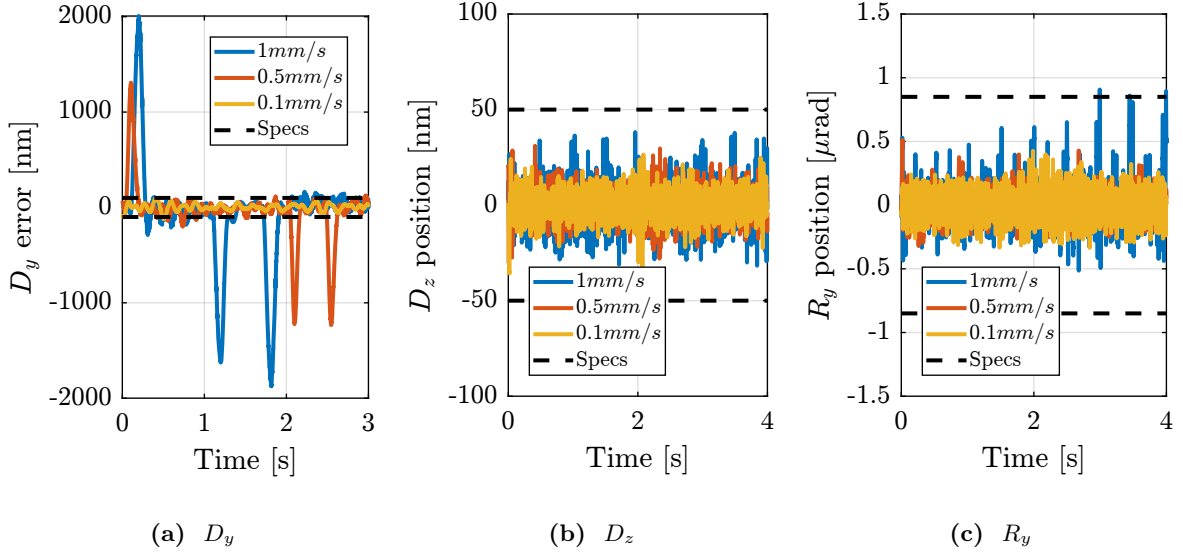 2000
1000
0
-1000
-2000
D_y error [nm]
1mm/s
0.5mm/s
0.1mm/s
Specs
0 1 2 3
Time [s]
(a) D_y
100
50
0
-50
-100
D_z position [nm]
1mm/s
0.5mm/s
0.1mm/s
Specs
0 2 4
Time [s]
(b) D_z
1.5
1
0.5
0
-0.5
-1
-1.5
R_y position [μrad]
1mm/s
0.5mm/s
0.1mm/s
Specs
0 2 4
Time [s]
(c) R_y